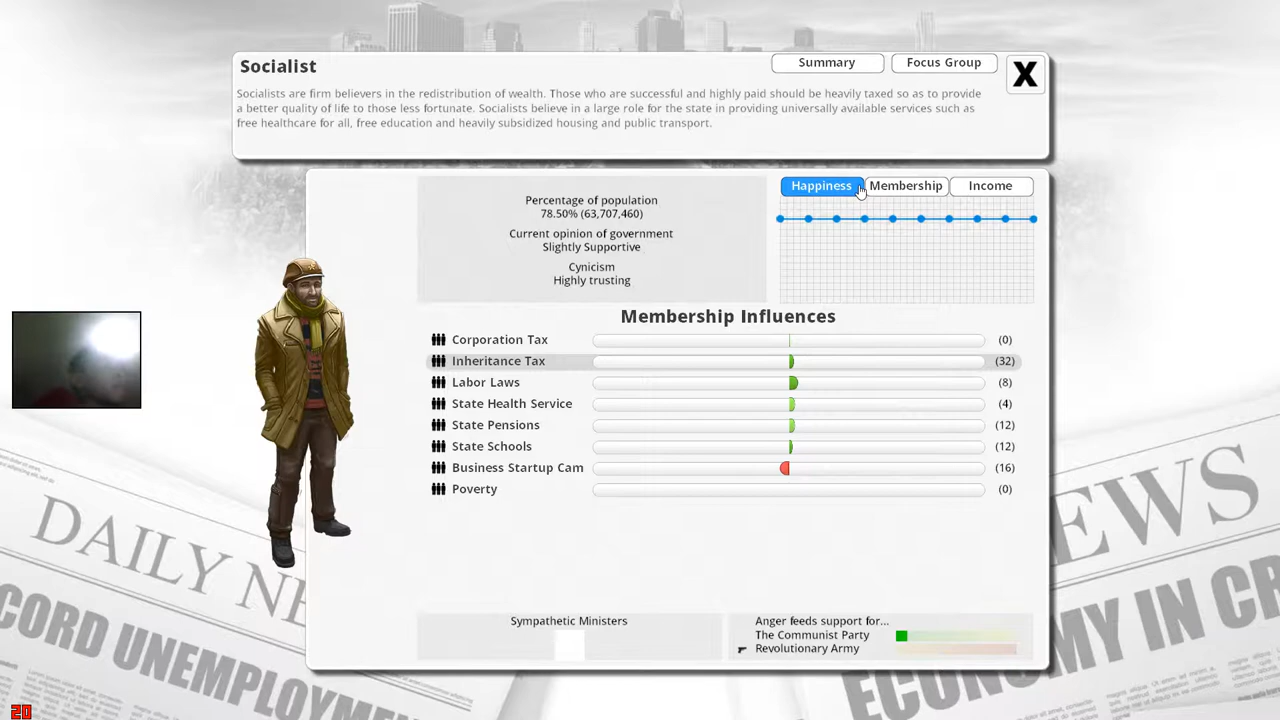 Socialist
Summary
Focus Group
X
Socialists are firm believers in the redistribution of wealth. Those who are successful and highly paid should be heavily taxed so as to provide
a better quality of life to those less fortunate. Socialists believe in a large role for the state in providing universally available services such as
free healthcare for all, free education and heavily subsidized housing and public transport.
Percentage of population
78.50% (63,707,460)
Current opinion of government
Slightly Supportive
Cynicism
Highly trusting
Happiness
Membership
Income
Membership Influences
Corporation Tax (0)
Inheritance Tax (32)
Labor Laws (8)
State Health Service (4)
State Pensions (12)
State Schools (12)
Business Startup Cam (16)
Poverty (0)
Sympathetic Ministers
Anger feeds support for...
The Communist Party
Revolutionary Army
DAILY NE
CORD UNEMPLOYM
EWS
ECONOMY IN CR
20